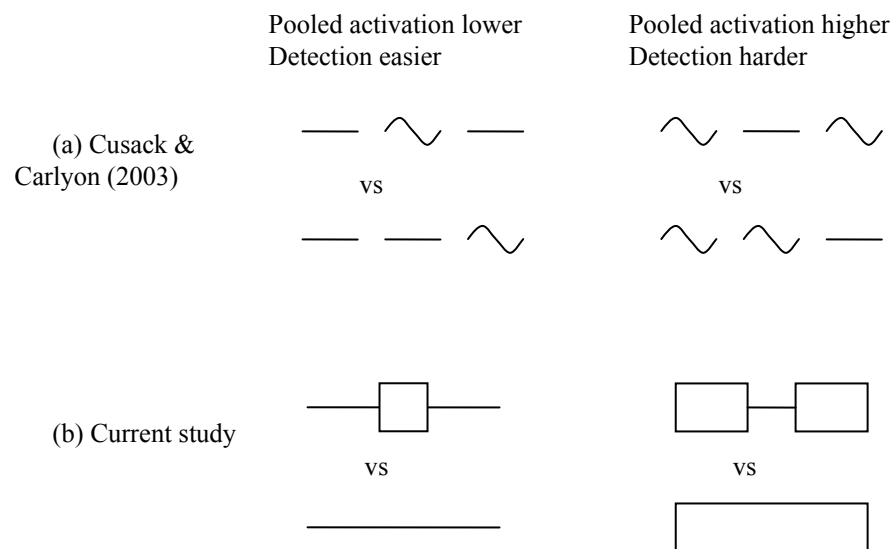 Pooled activation lower
Detection easier
Pooled activation higher
Detection harder
(a) Cusack &
Carlyon (2003)
vs
vs
(b) Current study
vs
vs